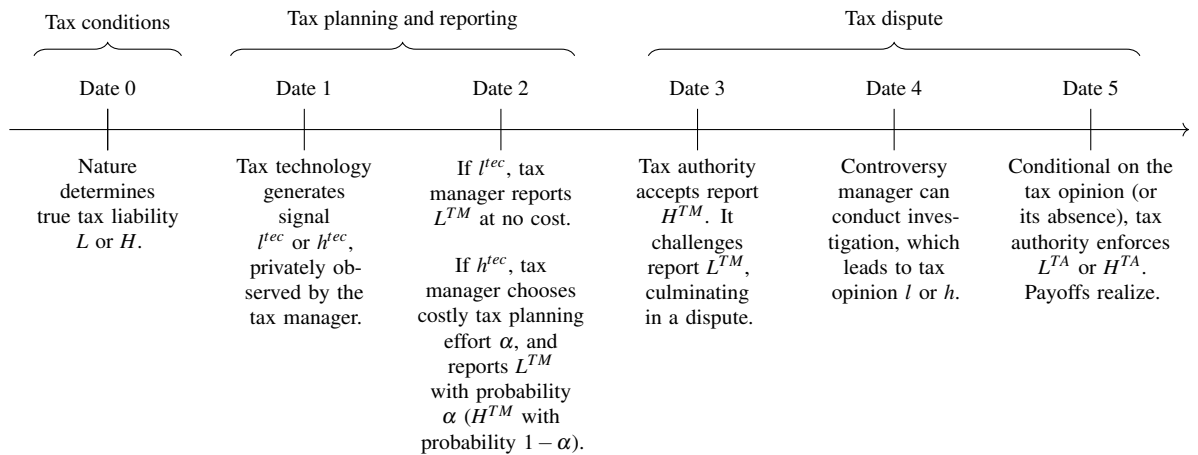 Tax conditions
Tax planning and reporting
Tax dispute
Date 0
Date 1
Date 2
Date 3
Date 4
Date 5
Nature
determines
true tax liability
L or H.
Tax technology
generates
signal
l^{tec} or h^{tec},
privately ob-
served by the
tax manager.
If l^{tec}, tax
manager reports
L^{TM} at no cost.
If h^{tec}, tax
manager chooses
costly tax planning
effort α, and
reports L^{TM}
with probability
α (H^{TM} with
probability 1 − α).
Tax authority
accepts report
H^{TM}. It
challenges
report L^{TM},
culminating
in a dispute.
Controversy
manager can
conduct inves-
tigation, which
leads to tax
opinion l or h.
Conditional on the
tax opinion (or
its absence), tax
authority enforces
L^{TA} or H^{TA}.
Payoffs realize.